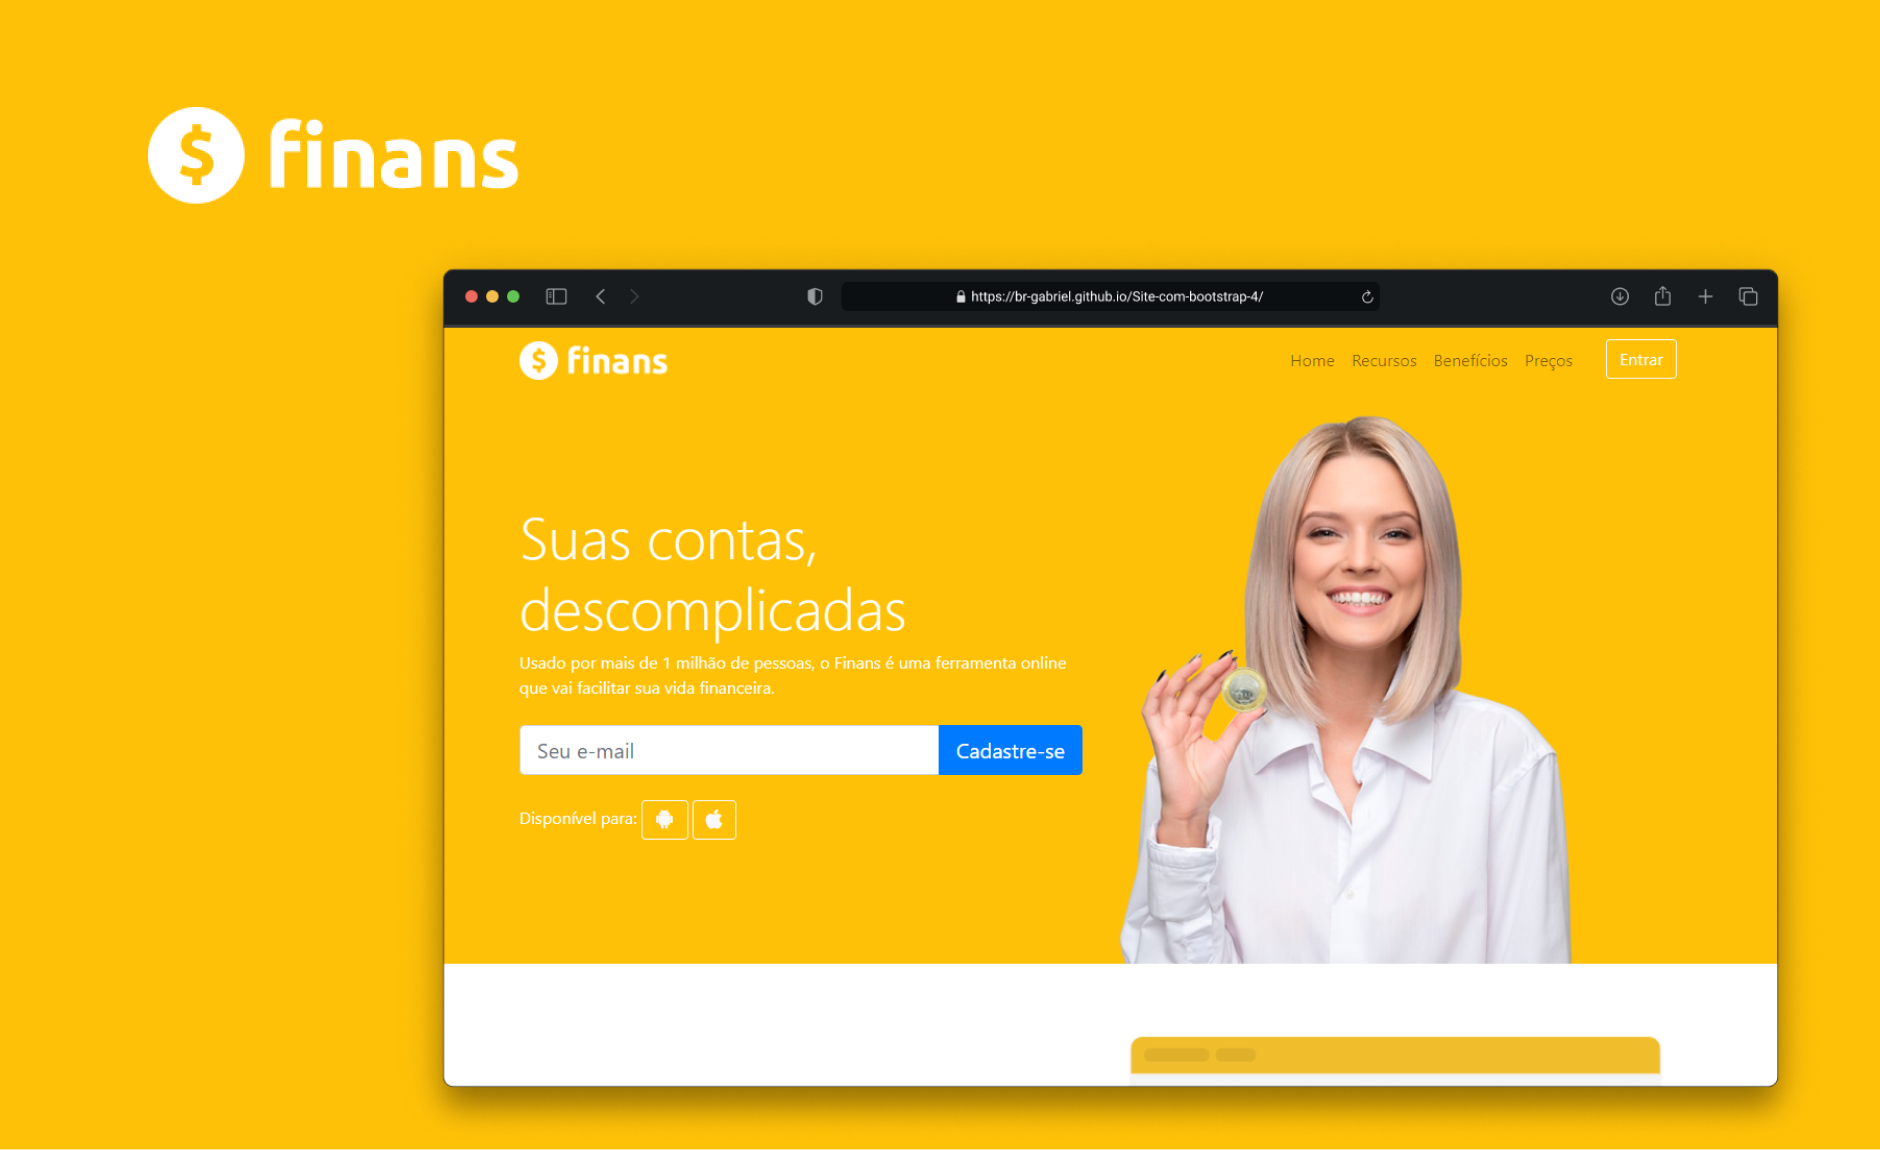 $ finans
https://br-gabriel.github.io/Site-com-bootstrap-4/
$ finans
Home Recursos Benefícios Preços Entrar
Suas contas,
descomplicadas
Usado por mais de 1 milhão de pessoas, o Finans é uma ferramenta online
que vai facilitar sua vida financeira.
Seu e-mail Cadastre-se
Disponível para: